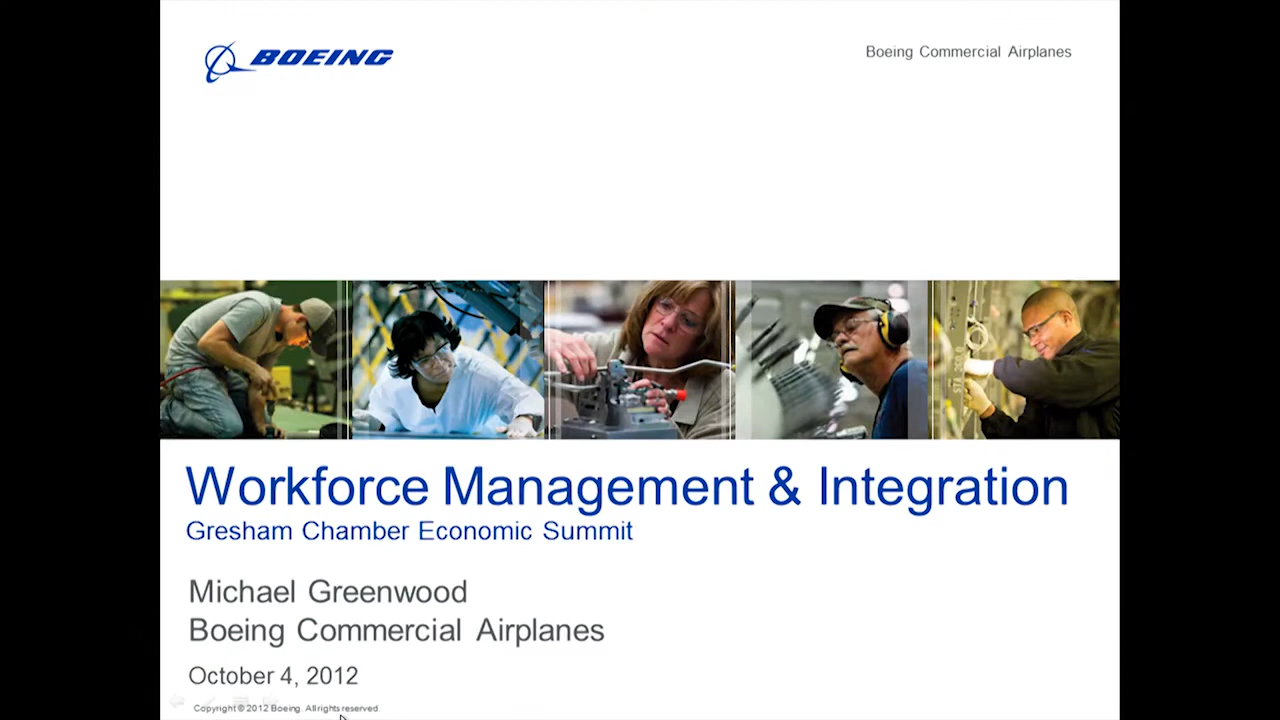 BOEING
Boeing Commercial Airplanes
Workforce Management & Integration
Gresham Chamber Economic Summit
Michael Greenwood
Boeing Commercial Airplanes
October 4, 2012
Copyright © 2012 Boeing. All rights reserved.